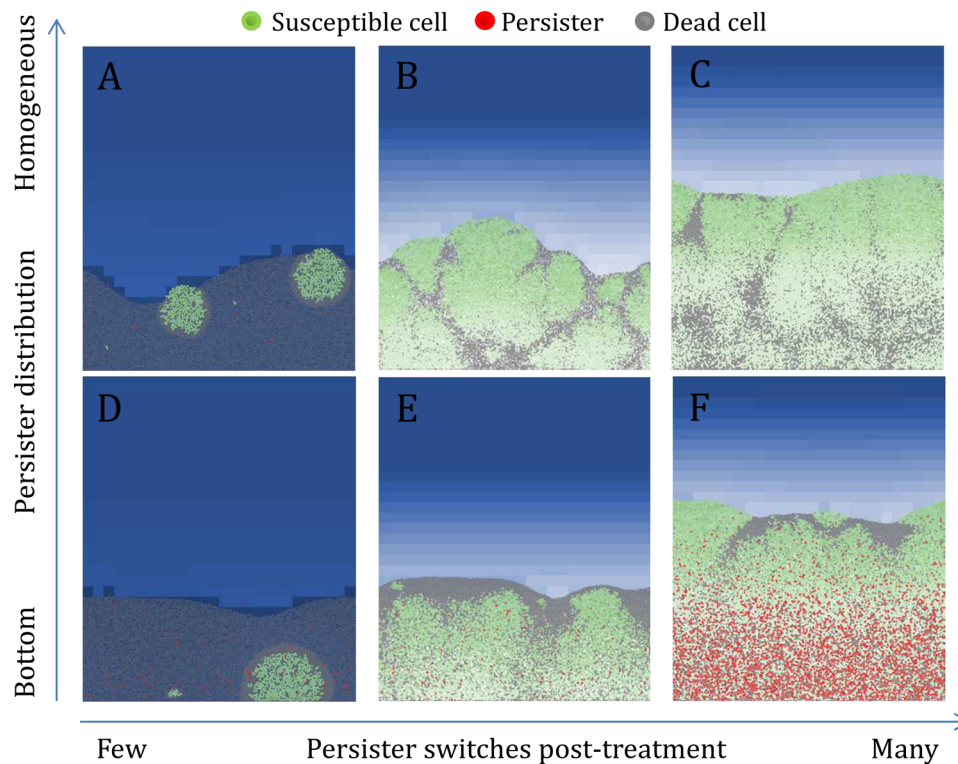 Susceptible cell Persister Dead cell
Homogeneous
Persister distribution
Bottom
A
B
C
D
E
F
Few Persister switches post-treatment Many